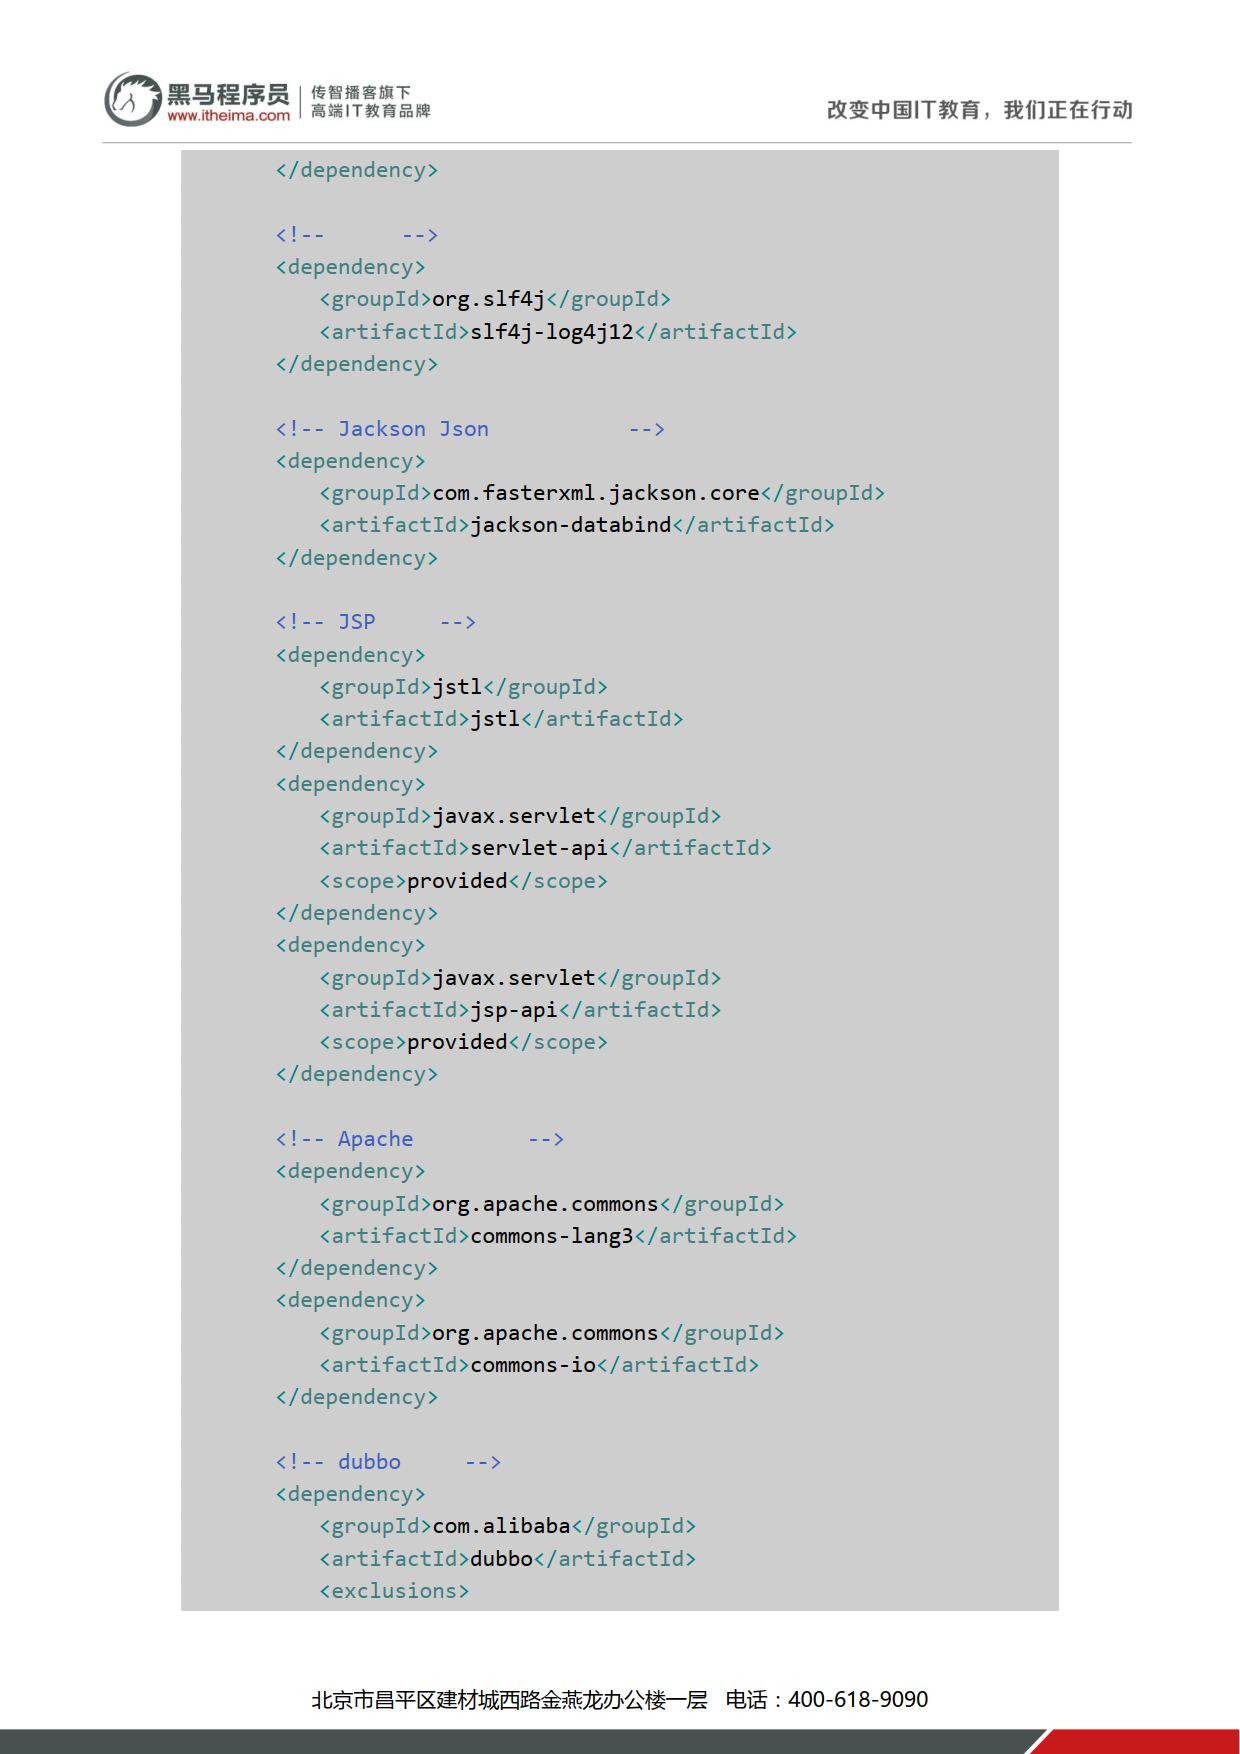 黑马程序员
www.itheima.com
传智播客旗下
高端IT教育品牌
改变中国IT教育，我们正在行动
</dependency>
<!-- -->
<dependency>
<groupId>org.slf4j</groupId>
<artifactId>slf4j-log4j12</artifactId>
</dependency>
<!-- Jackson Json -->
<dependency>
<groupId>com.fasterxml.jackson.core</groupId>
<artifactId>jackson-databind</artifactId>
</dependency>
<!-- JSP -->
<dependency>
<groupId>jstl</groupId>
<artifactId>jstl</artifactId>
</dependency>
<dependency>
<groupId>javax.servlet</groupId>
<artifactId>servlet-api</artifactId>
<scope>provided</scope>
</dependency>
<dependency>
<groupId>javax.servlet</groupId>
<artifactId>jsp-api</artifactId>
<scope>provided</scope>
</dependency>
<!-- Apache -->
<dependency>
<groupId>org.apache.commons</groupId>
<artifactId>commons-lang3</artifactId>
</dependency>
<dependency>
<groupId>org.apache.commons</groupId>
<artifactId>commons-io</artifactId>
</dependency>
<!-- dubbo -->
<dependency>
<groupId>com.alibaba</groupId>
<artifactId>dubbo</artifactId>
<exclusions>
北京市昌平区建材城西路金燕龙办公楼一层 电话：400-618-9090